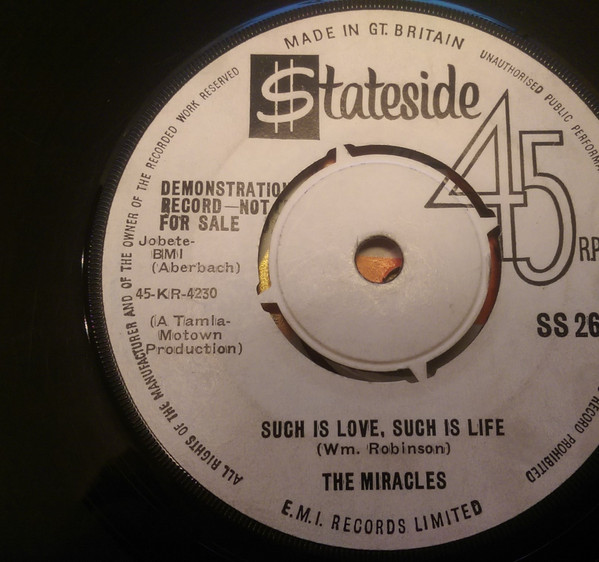 MADE IN GT. BRITAIN
UNAUTHORISED PUBLIC
RECORD PROHIBITED
ALL RIGHTS OF THE MANUFACTURER AND OF THE OWNER OF THE RECORDED WORK RESERVED
$tateside
45
DEMONSTRATION
RECORD—NOT
FOR SALE
Jobete-
BMI
(Aberbach)
45-KR-4230
(A Tamla-
Motown
Production)
SS 26
SUCH IS LOVE, SUCH IS LIFE
(Wm. Robinson)
THE MIRACLES
E.M.I. RECORDS LIMITED